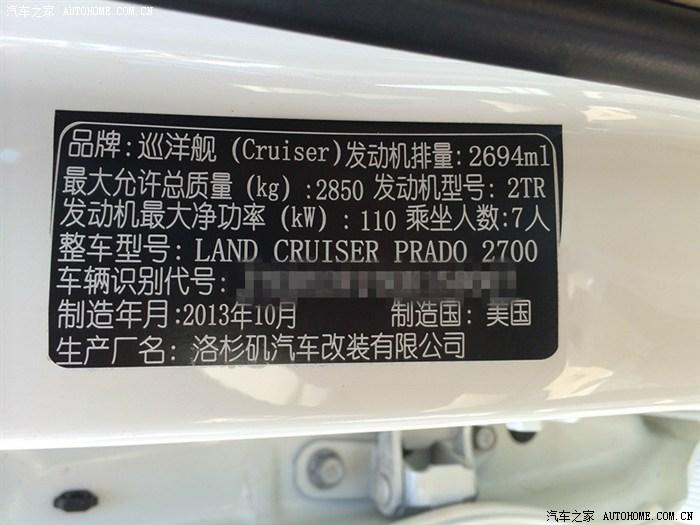 汽车之家 AUTOHOME.COM.CN
品牌: 巡洋舰 (Cruiser)发动机排量:2694ml
最大允许总质量 (kg) :2850 发动机型号: 2TR
发动机最大净功率 (kW) : 110 乘坐人数:7人
整车型号: LAND CRUISER PRADO 2700
车辆识别代号:
制造年月:2013年10月 制造国: 美国
生产厂名: 洛杉矶汽车改装有限公司
汽车之家 AUTOHOME.COM.CN